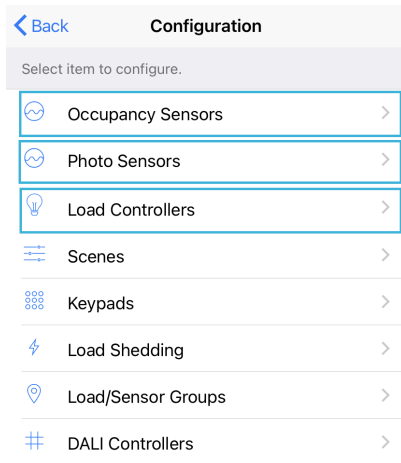 Back
Configuration
Select item to configure.
Occupancy Sensors
Photo Sensors
Load Controllers
Scenes
Keypads
Load Shedding
Load/Sensor Groups
DALI Controllers